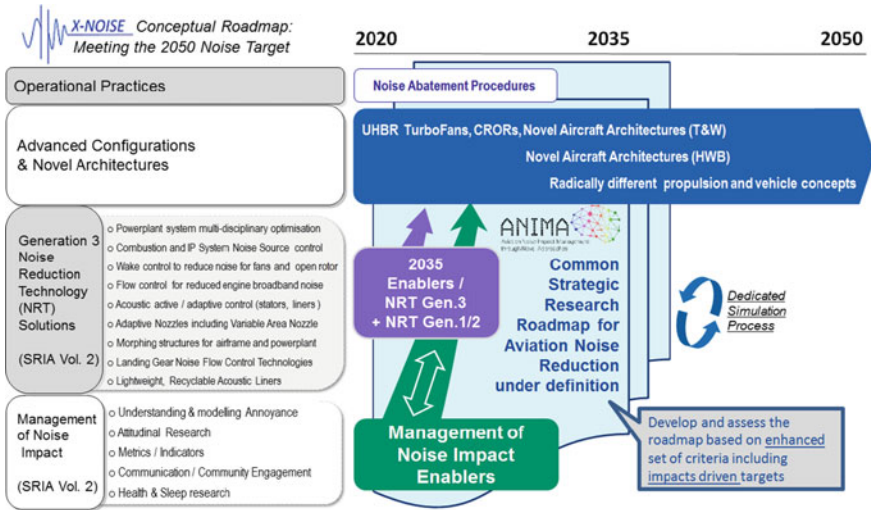 X-NOISE Conceptual Roadmap:
Meeting the 2050 Noise Target
2020 2035 2050
Operational Practices
Noise Abatement Procedures
Advanced Configurations
& Novel Architectures
UHBR TurboFans, CRORs, Novel Aircraft Architectures (T&W)
Novel Aircraft Architectures (HWB)
Radically different propulsion and vehicle concepts
Generation 3
Noise
Reduction
Technology
(NRT)
Solutions
(SRIA Vol. 2)
o Powerplant system multi-disciplinary optimisation
o Combustion and IP System Noise Source control
o Wake control to reduce noise for fans and open rotor
o Flow control for reduced engine broadband noise
o Acoustic active / adaptive control (stators, liners )
o Adaptive Nozzles including Variable Area Nozzle
o Morphing structures for airframe and powerplant
o Landing Gear Noise Flow Control Technologies
o Lightweight, Recyclable Acoustic Liners
2035
Enablers /
NRT Gen.3
+ NRT Gen.1/2
ANIMA
Aviation Noise Impact Management
through Novel Approaches
Common
Strategic
Research
Roadmap for
Aviation Noise
Reduction
under definition
Dedicated
Simulation
Process
Management
of Noise
Impact
(SRIA Vol. 2)
o Understanding & modelling Annoyance
o Attitudinal Research
o Metrics / Indicators
o Communication / Community Engagement
o Health & Sleep research
Management of
Noise Impact
Enablers
Develop and assess the
roadmap based on enhanced
set of criteria including
impacts driven targets